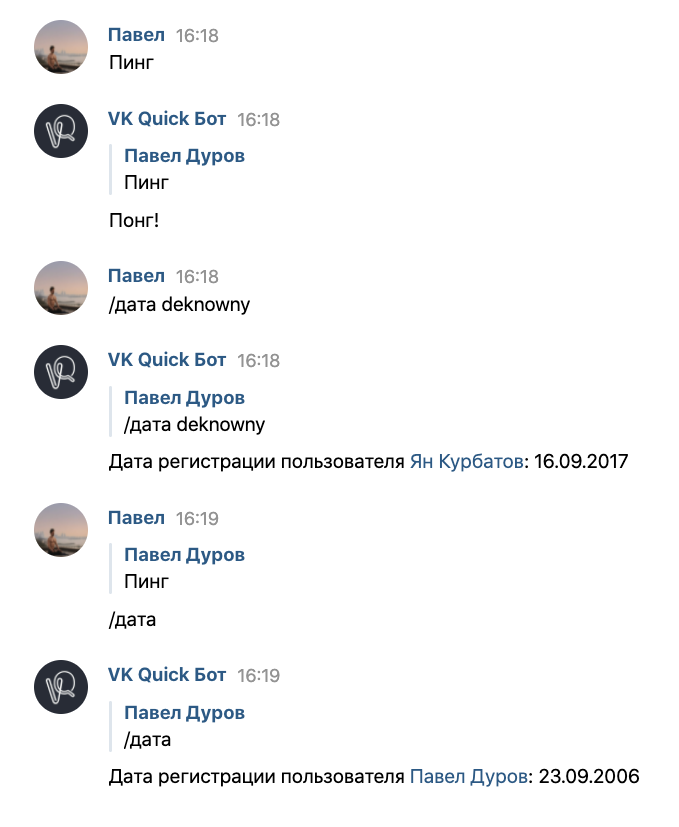 Павел 16:18
Пинг
VK Quick Бот 16:18
Павел Дуров
Пинг
Понг!
Павел 16:18
/дата deknowny
VK Quick Бот 16:18
Павел Дуров
/дата deknowny
Дата регистрации пользователя Ян Курбатов: 16.09.2017
Павел 16:19
Павел Дуров
Пинг
/дата
VK Quick Бот 16:19
Павел Дуров
/дата
Дата регистрации пользователя Павел Дуров: 23.09.2006